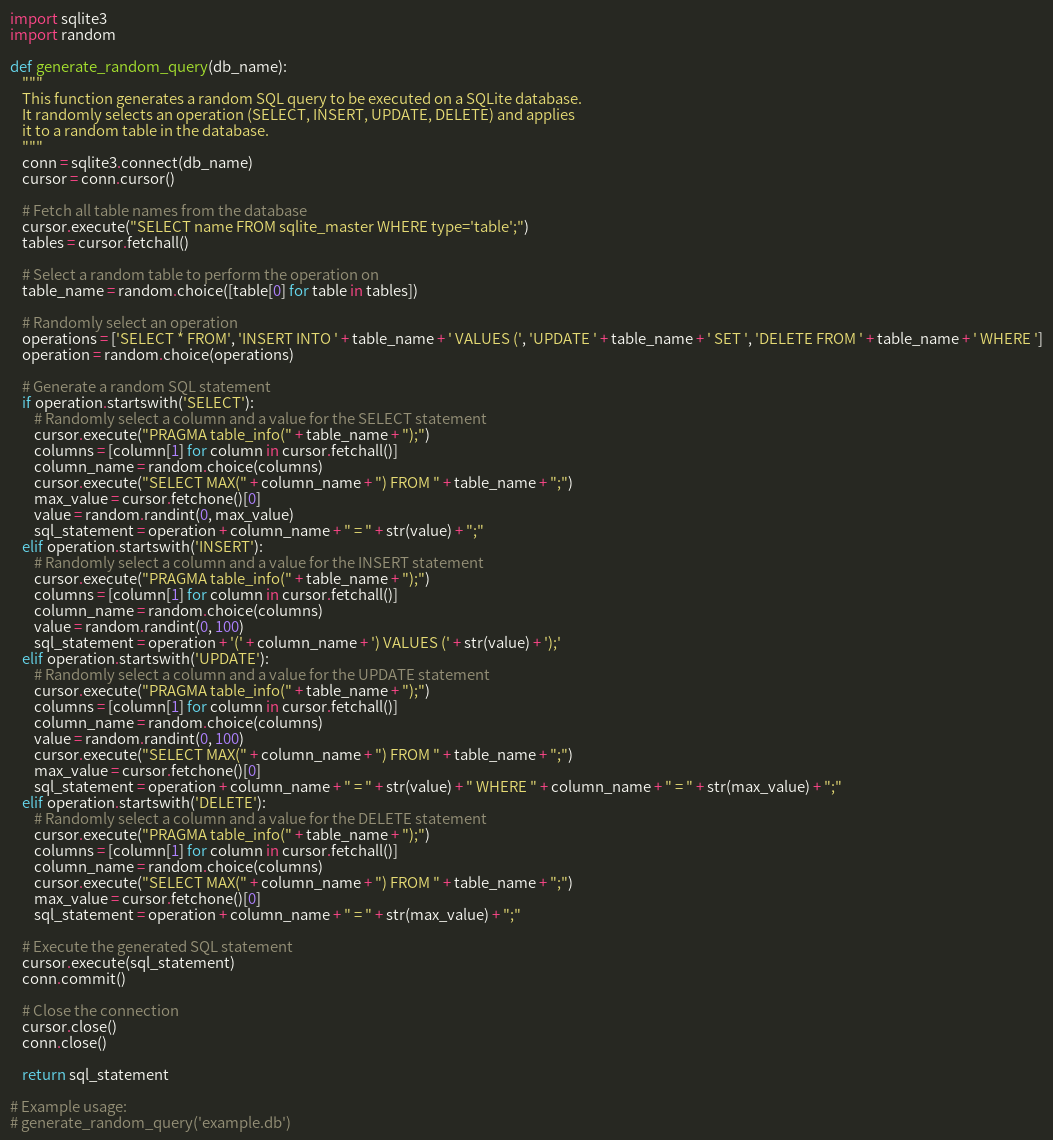 import sqlite3
import random

def generate_random_query(db_name):
    """
    This function generates a random SQL query to be executed on a SQLite database.
    It randomly selects an operation (SELECT, INSERT, UPDATE, DELETE) and applies
    it to a random table in the database.
    """
    conn = sqlite3.connect(db_name)
    cursor = conn.cursor()

    # Fetch all table names from the database
    cursor.execute("SELECT name FROM sqlite_master WHERE type='table';")
    tables = cursor.fetchall()

    # Select a random table to perform the operation on
    table_name = random.choice([table[0] for table in tables])

    # Randomly select an operation
    operations = ['SELECT * FROM', 'INSERT INTO ' + table_name + ' VALUES (', 'UPDATE ' + table_name + ' SET ', 'DELETE FROM ' + table_name + ' WHERE ']
    operation = random.choice(operations)

    # Generate a random SQL statement
    if operation.startswith('SELECT'):
        # Randomly select a column and a value for the SELECT statement
        cursor.execute("PRAGMA table_info(" + table_name + ");")
        columns = [column[1] for column in cursor.fetchall()]
        column_name = random.choice(columns)
        cursor.execute("SELECT MAX(" + column_name + ") FROM " + table_name + ";")
        max_value = cursor.fetchone()[0]
        value = random.randint(0, max_value)
        sql_statement = operation + column_name + " = " + str(value) + ";"
    elif operation.startswith('INSERT'):
        # Randomly select a column and a value for the INSERT statement
        cursor.execute("PRAGMA table_info(" + table_name + ");")
        columns = [column[1] for column in cursor.fetchall()]
        column_name = random.choice(columns)
        value = random.randint(0, 100)
        sql_statement = operation + '(' + column_name + ') VALUES (' + str(value) + ');'
    elif operation.startswith('UPDATE'):
        # Randomly select a column and a value for the UPDATE statement
        cursor.execute("PRAGMA table_info(" + table_name + ");")
        columns = [column[1] for column in cursor.fetchall()]
        column_name = random.choice(columns)
        value = random.randint(0, 100)
        cursor.execute("SELECT MAX(" + column_name + ") FROM " + table_name + ";")
        max_value = cursor.fetchone()[0]
        sql_statement = operation + column_name + " = " + str(value) + " WHERE " + column_name + " = " + str(max_value) + ";"
    elif operation.startswith('DELETE'):
        # Randomly select a column and a value for the DELETE statement
        cursor.execute("PRAGMA table_info(" + table_name + ");")
        columns = [column[1] for column in cursor.fetchall()]
        column_name = random.choice(columns)
        cursor.execute("SELECT MAX(" + column_name + ") FROM " + table_name + ";")
        max_value = cursor.fetchone()[0]
        sql_statement = operation + column_name + " = " + str(max_value) + ";"

    # Execute the generated SQL statement
    cursor.execute(sql_statement)
    conn.commit()

    # Close the connection
    cursor.close()
    conn.close()

    return sql_statement

# Example usage:
# generate_random_query('example.db')